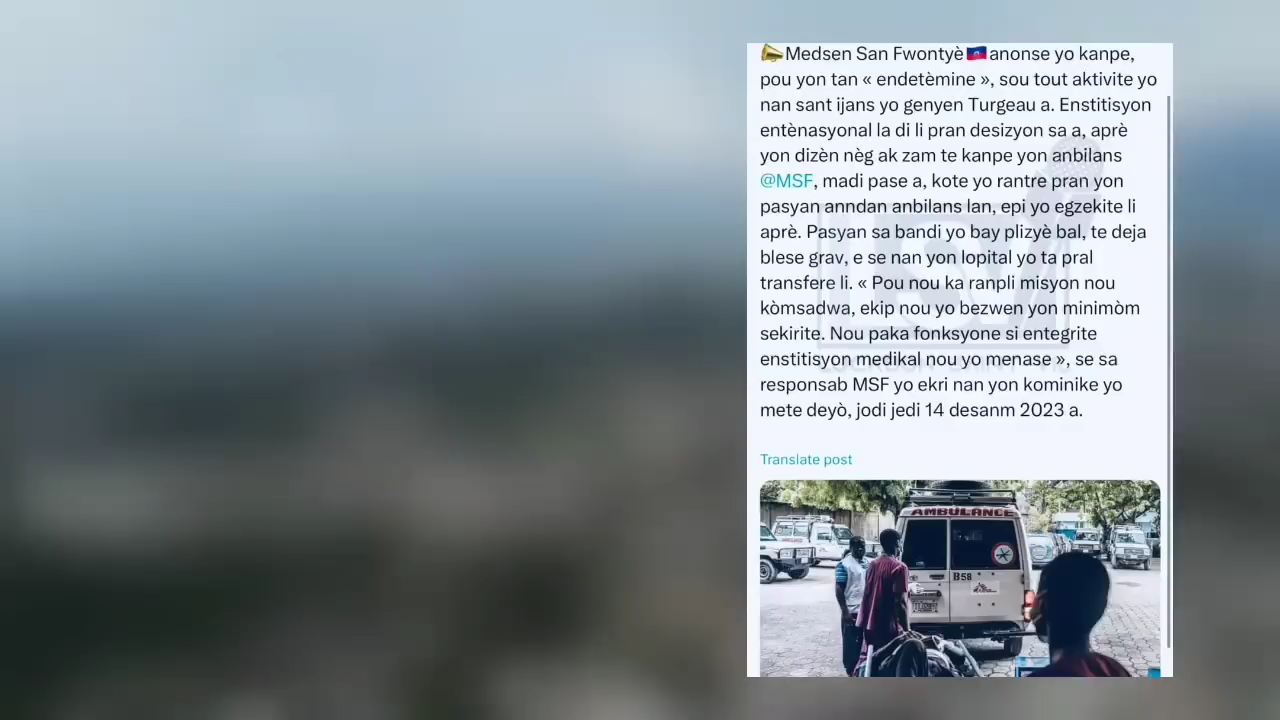 📣Medsen San Fwontyè🇭🇹anonse yo kanpe,
pou yon tan « endetèmine », sou tout aktivite yo
nan sant ijans yo genyen Turgeau a. Enstitisyon
entènasyonal la di li pran desizyon sa a, aprè
yon dizèn nèg ak zam te kanpe yon anbilans
@MSF, madi pase a, kote yo rantre pran yon
pasyan anndan anbilans lan, epi yo egzekite li
aprè. Pasyan sa bandi yo bay plizyè bal, te deja
blese grav, e se nan yon lopital yo ta pral
transfere li. « Pou nou ka ranpli misyon nou
kòmsadwa, ekip nou yo bezwen yon minimòm
sekirite. Nou paka fonksyone si entegrite
enstitisyon medikal nou yo menase », se sa
responsab MSF yo ekri nan yon kominike yo
mete deyò, jodi jedi 14 desanm 2023 a.
Translate post
AMBULANCE
B58